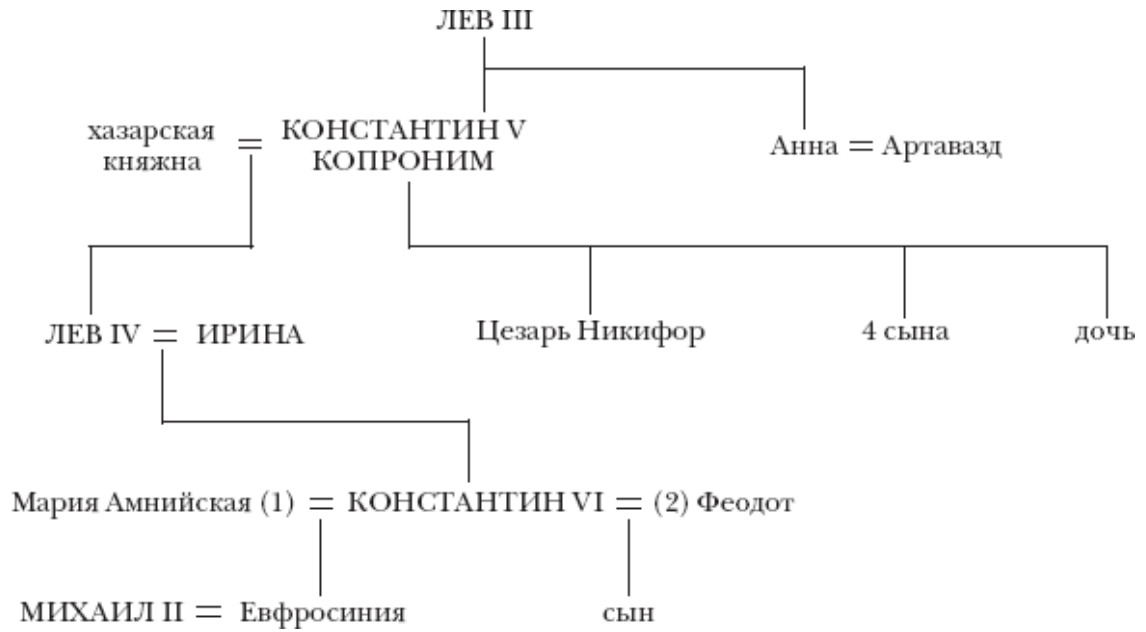 ЛЕВ III
хазарская
княжна
=
КОНСТАНТИН V
КОПРОНИМ
Анна = Артавазд
ЛЕВ IV = ИРИНА
Цезарь Никифор
4 сына
дочь
Мария Амнийская (1) = КОНСТАНТИН VI = (2) Феодот
МИХАИЛ II = Евфросиния
сын